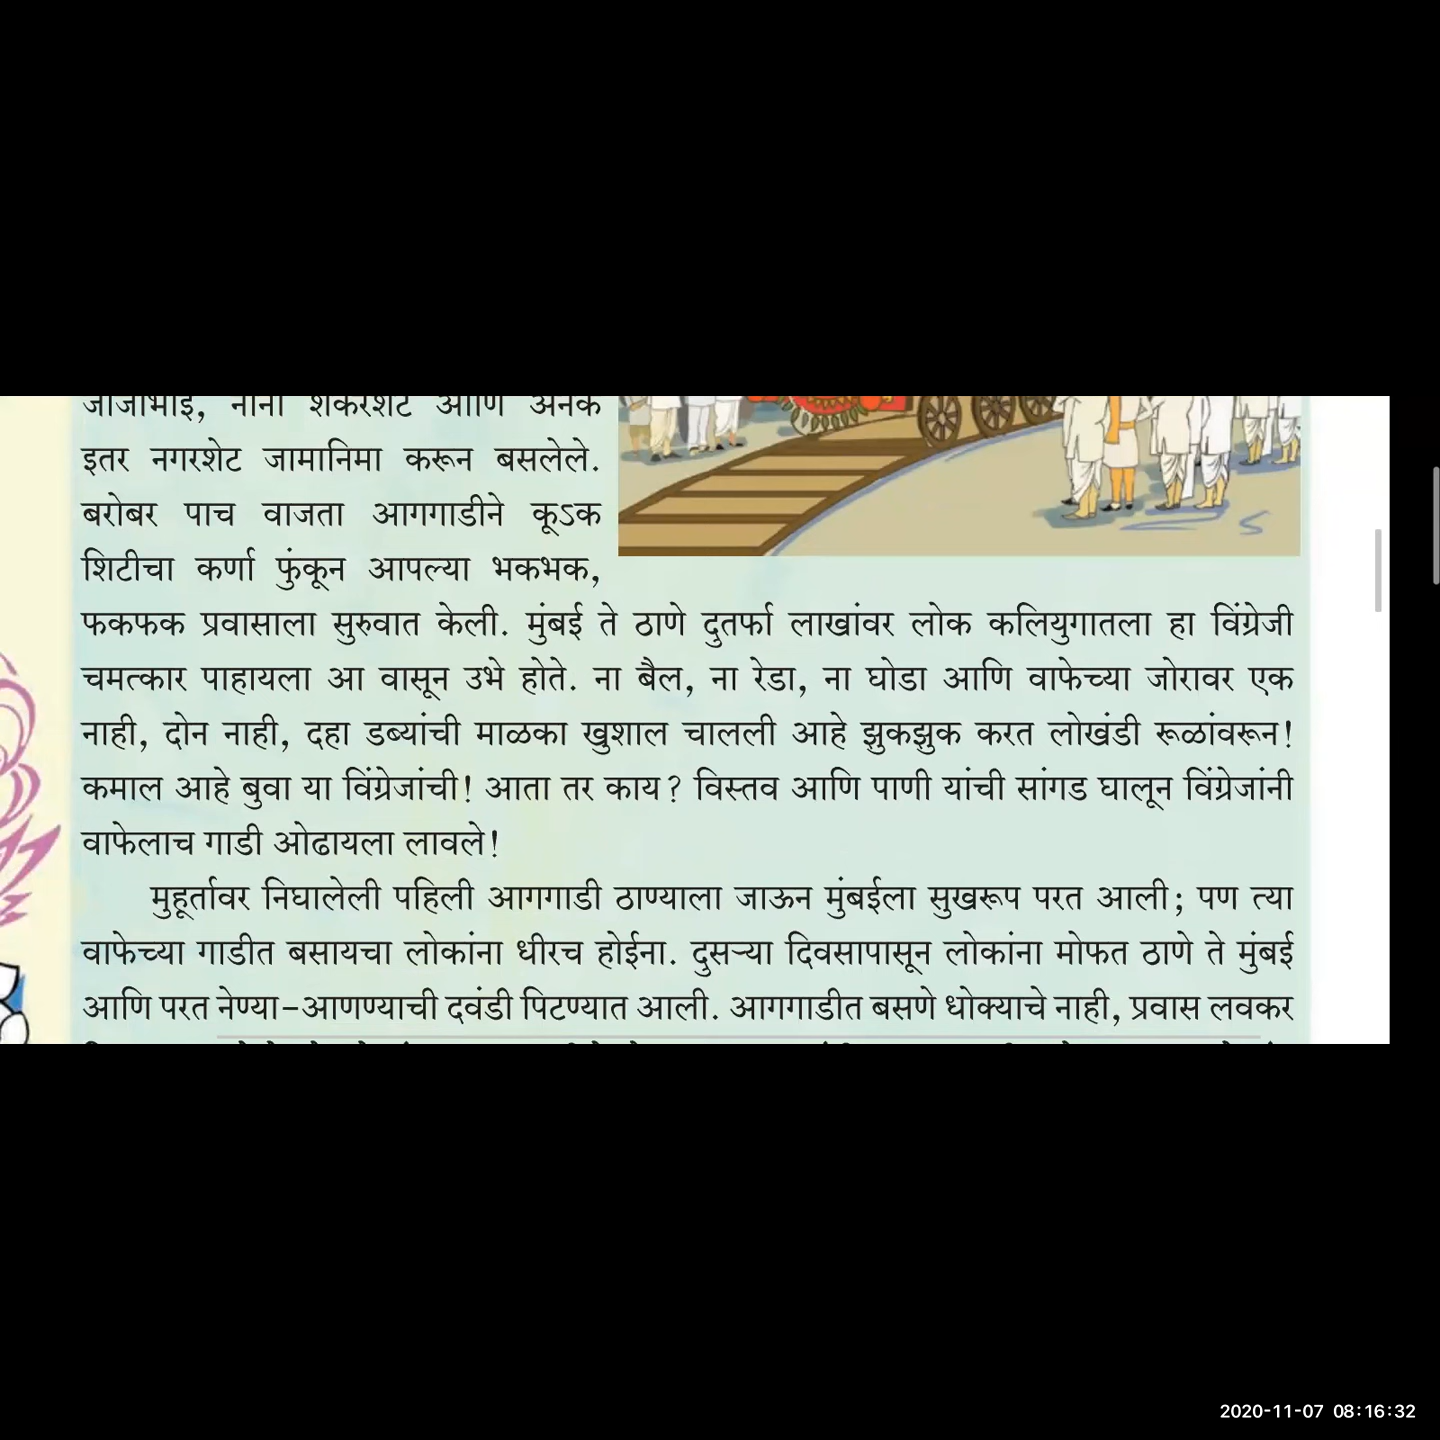 जीजीभाई, नाना शंकरशेट आणि अनेक
इतर नगरशेट जामानिमा करून बसलेले.
बरोबर पाच वाजता आगगाडीने कूऽक
शिटीचा कर्णा फुंकून आपल्या भकभक,
फकफक प्रवासाला सुरुवात केली. मुंबई ते ठाणे दुतर्फा लाखांवर लोक कलियुगातला हा विंग्रेजी
चमत्कार पाहायला आ वासून उभे होते. ना बैल, ना रेडा, ना घोडा आणि वाफेच्या जोरावर एक
नाही, दोन नाही, दहा डब्यांची माळका खुशाल चालली आहे झुकझुक करत लोखंडी रूळांवरून!
कमाल आहे बुवा या विंग्रेजांची! आता तर काय? विस्तव आणि पाणी यांची सांगड घालून विंग्रेजांनी
वाफेलाच गाडी ओढायला लावले!
मुहूर्तावर निघालेली पहिली आगगाडी ठाण्याला जाऊन मुंबईला सुखरूप परत आली; पण त्या
वाफेच्या गाडीत बसायचा लोकांना धीरच होईना. दुसऱ्या दिवसापासून लोकांना मोफत ठाणे ते मुंबई
आणि परत नेण्या-आणण्याची दवंडी पिटण्यात आली. आगगाडीत बसणे धोक्याचे नाही, प्रवास लवकर
2020-11-07 08:16:32